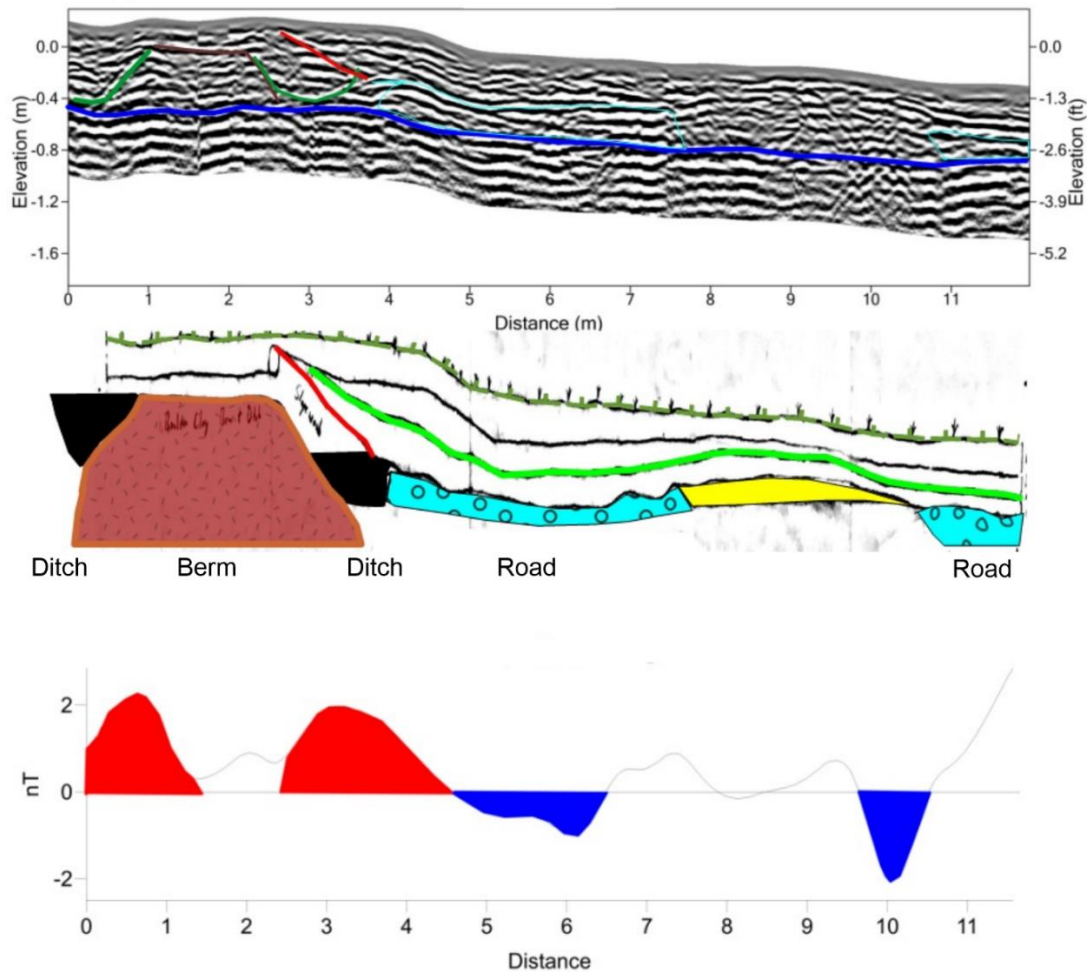 Elevation (m)
0.0
-0.4
-0.8
-1.2
-1.6
0.0
-1.3
-2.6
-3.9
-5.2
Elevation (ft)
0 1 2 3 4 5 6 7 8 9 10 11
Distance (m)
Ditch Berm Ditch Road Road
nT
2
0
-2
0 1 2 3 4 5 6 7 8 9 10 11
Distance